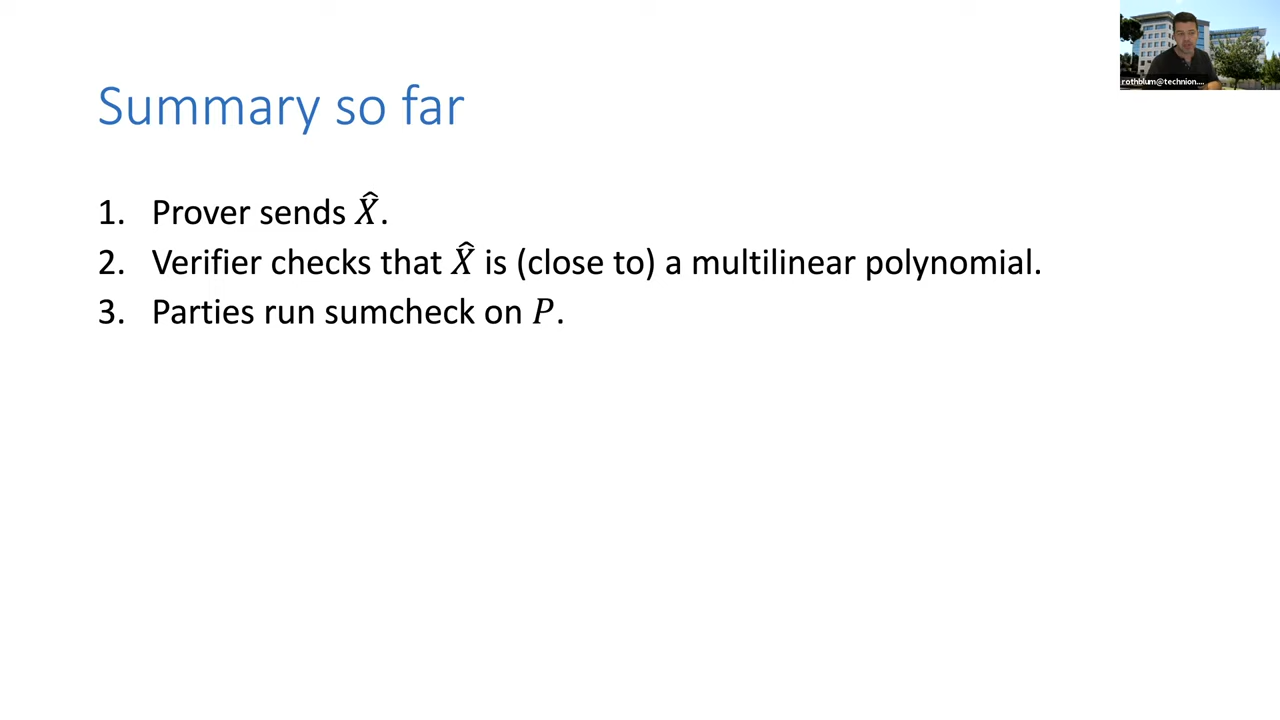 rothblum@technion....
Summary so far
1. Prover sends X̂.
2. Verifier checks that X̂ is (close to) a multilinear polynomial.
3. Parties run sumcheck on P.